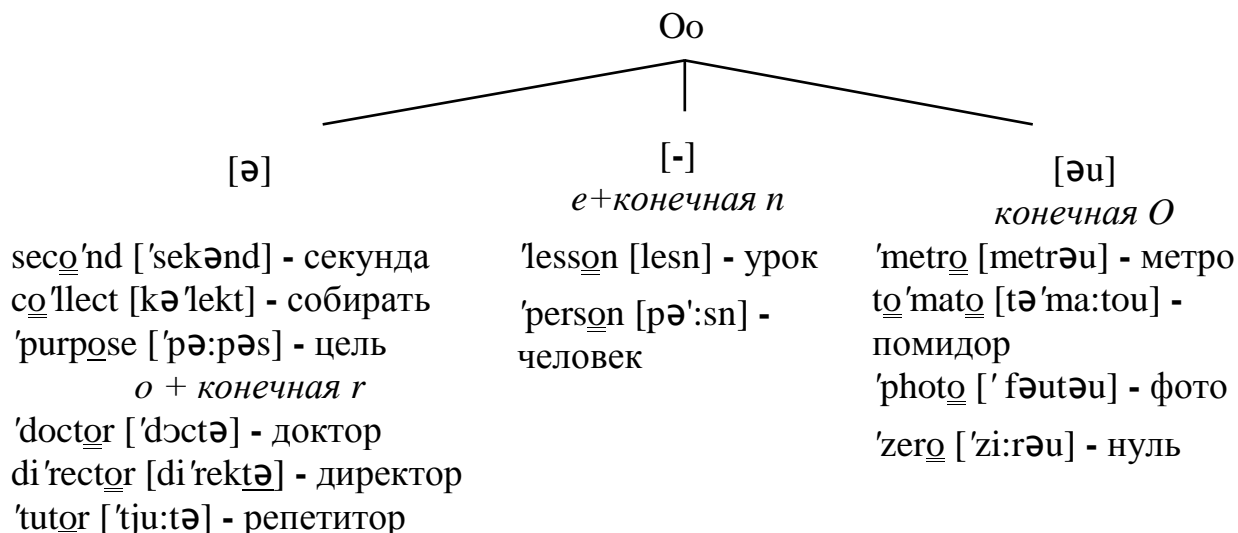 Oo
[ə]
seco'nd ['sekənd] - секунда
co'llect [kə'lekt] - собирать
'purpose ['pə:pəs] - цель
o + конечная r
'doctor ['dɔctə] - доктор
di'rector [di'rektə] - директор
'tutor ['tju:tə] - репетитор
[-]
e+конечная n
'lesson [lesn] - урок
'person [pə':sn] -
человек
[əu]
конечная О
'metro [metrəu] - метро
to'mato [tə'ma:tou] -
помидор
'photo [' fəutəu] - фото
'zero ['zi:rəu] - нуль